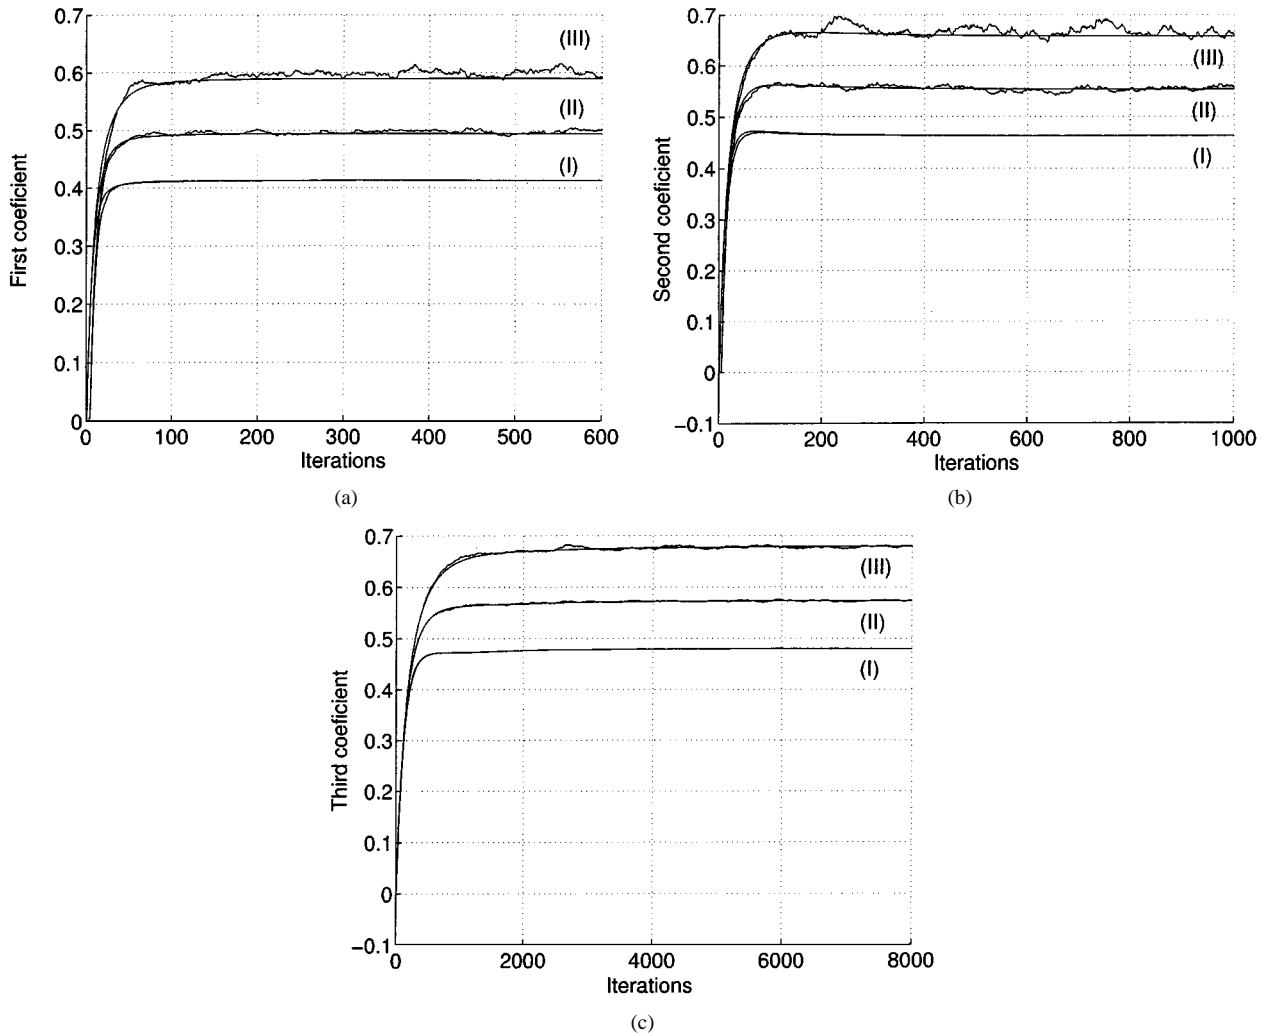 0.7
0.6
0.5
0.4
0.3
0.2
0.1
0
First coeficient
(III)
(II)
(I)
0 100 200 300 400 500 600
Iterations
(a)
0.7
0.6
0.5
0.4
0.3
0.2
0.1
0
−0.1
Second coeficient
(III)
(II)
(I)
0 200 400 600 800 1000
Iterations
(b)
0.7
0.6
0.5
0.4
0.3
0.2
0.1
0
−0.1
Third coeficient
(III)
(II)
(I)
0 2000 4000 6000 8000
Iterations
(c)